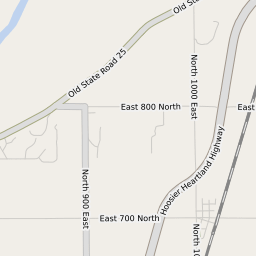 Old State
Old State Road 25
North 1000 East
East 800 North
East
Hoosier Heartland Highway
North 900 East
East 700 North
North 10